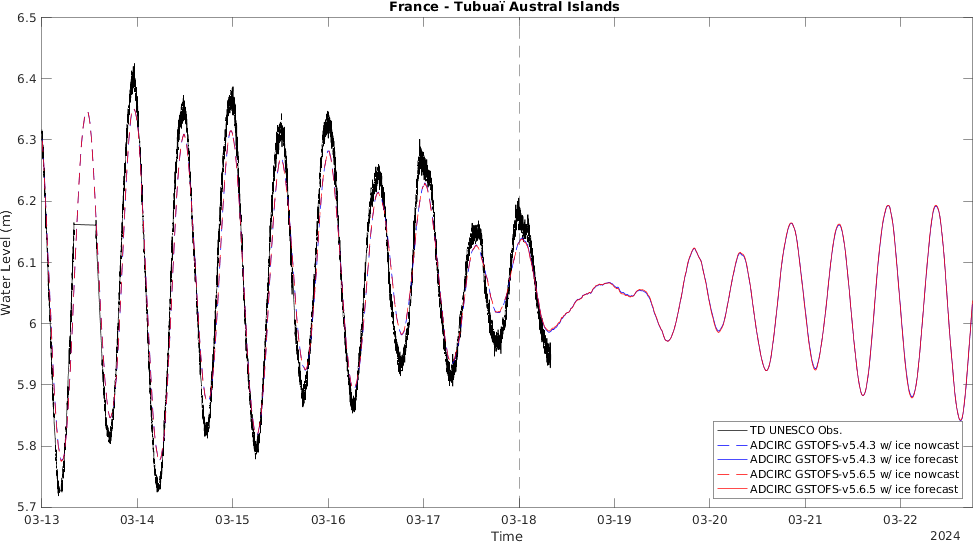 France - Tubuaï Austral Islands
6.5
6.4
6.3
6.2
6.1
6
5.9
5.8
5.7
Water Level (m)
03-13 03-14 03-15 03-16 03-17 03-18 03-19 03-20 03-21 03-22
Time
2024
TD UNESCO Obs.
ADCIRC GSTOFS-v5.4.3 w/ ice nowcast
ADCIRC GSTOFS-v5.4.3 w/ ice forecast
ADCIRC GSTOFS-v5.6.5 w/ ice nowcast
ADCIRC GSTOFS-v5.6.5 w/ ice forecast